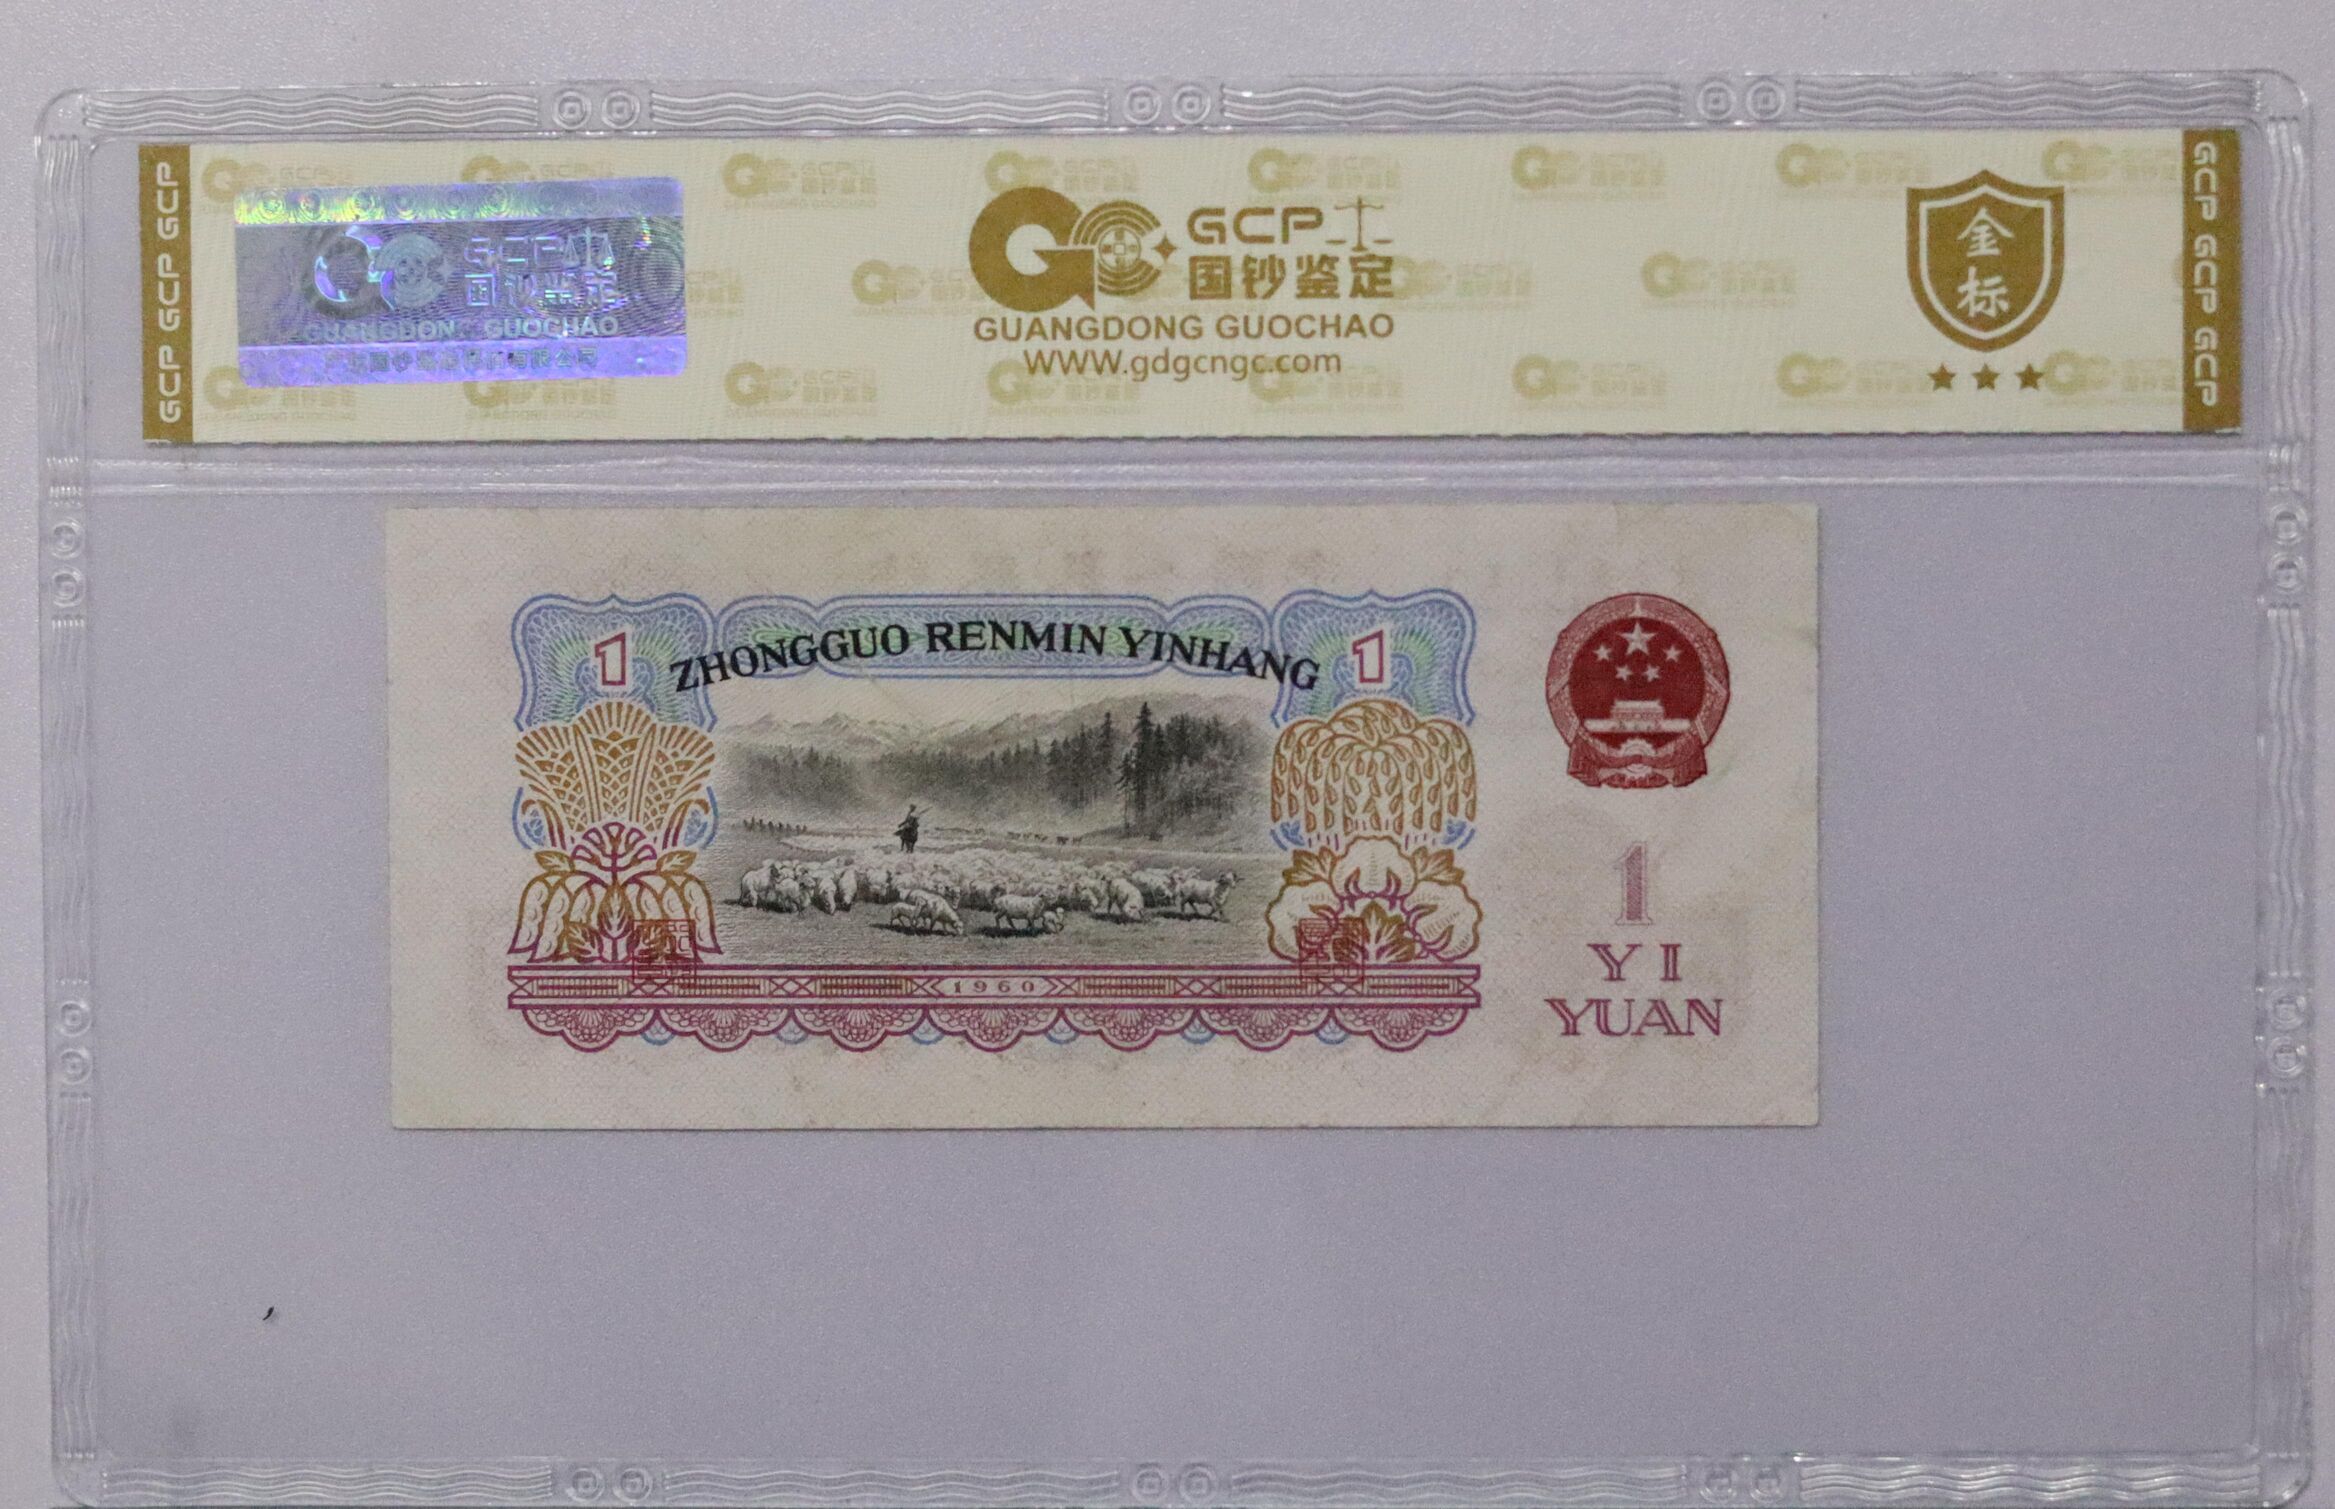 GCP GCP GCP
GCP
国钞鉴定
GUANGDONG GUOCHAO
GCP
国钞鉴定
GUANGDONG GUOCHAO
WWW.gdgcngc.com
金
标
GCP GCP GCP
ZHONGGUO RENMIN YINHANG
1
1
1960
1
YI
YUAN